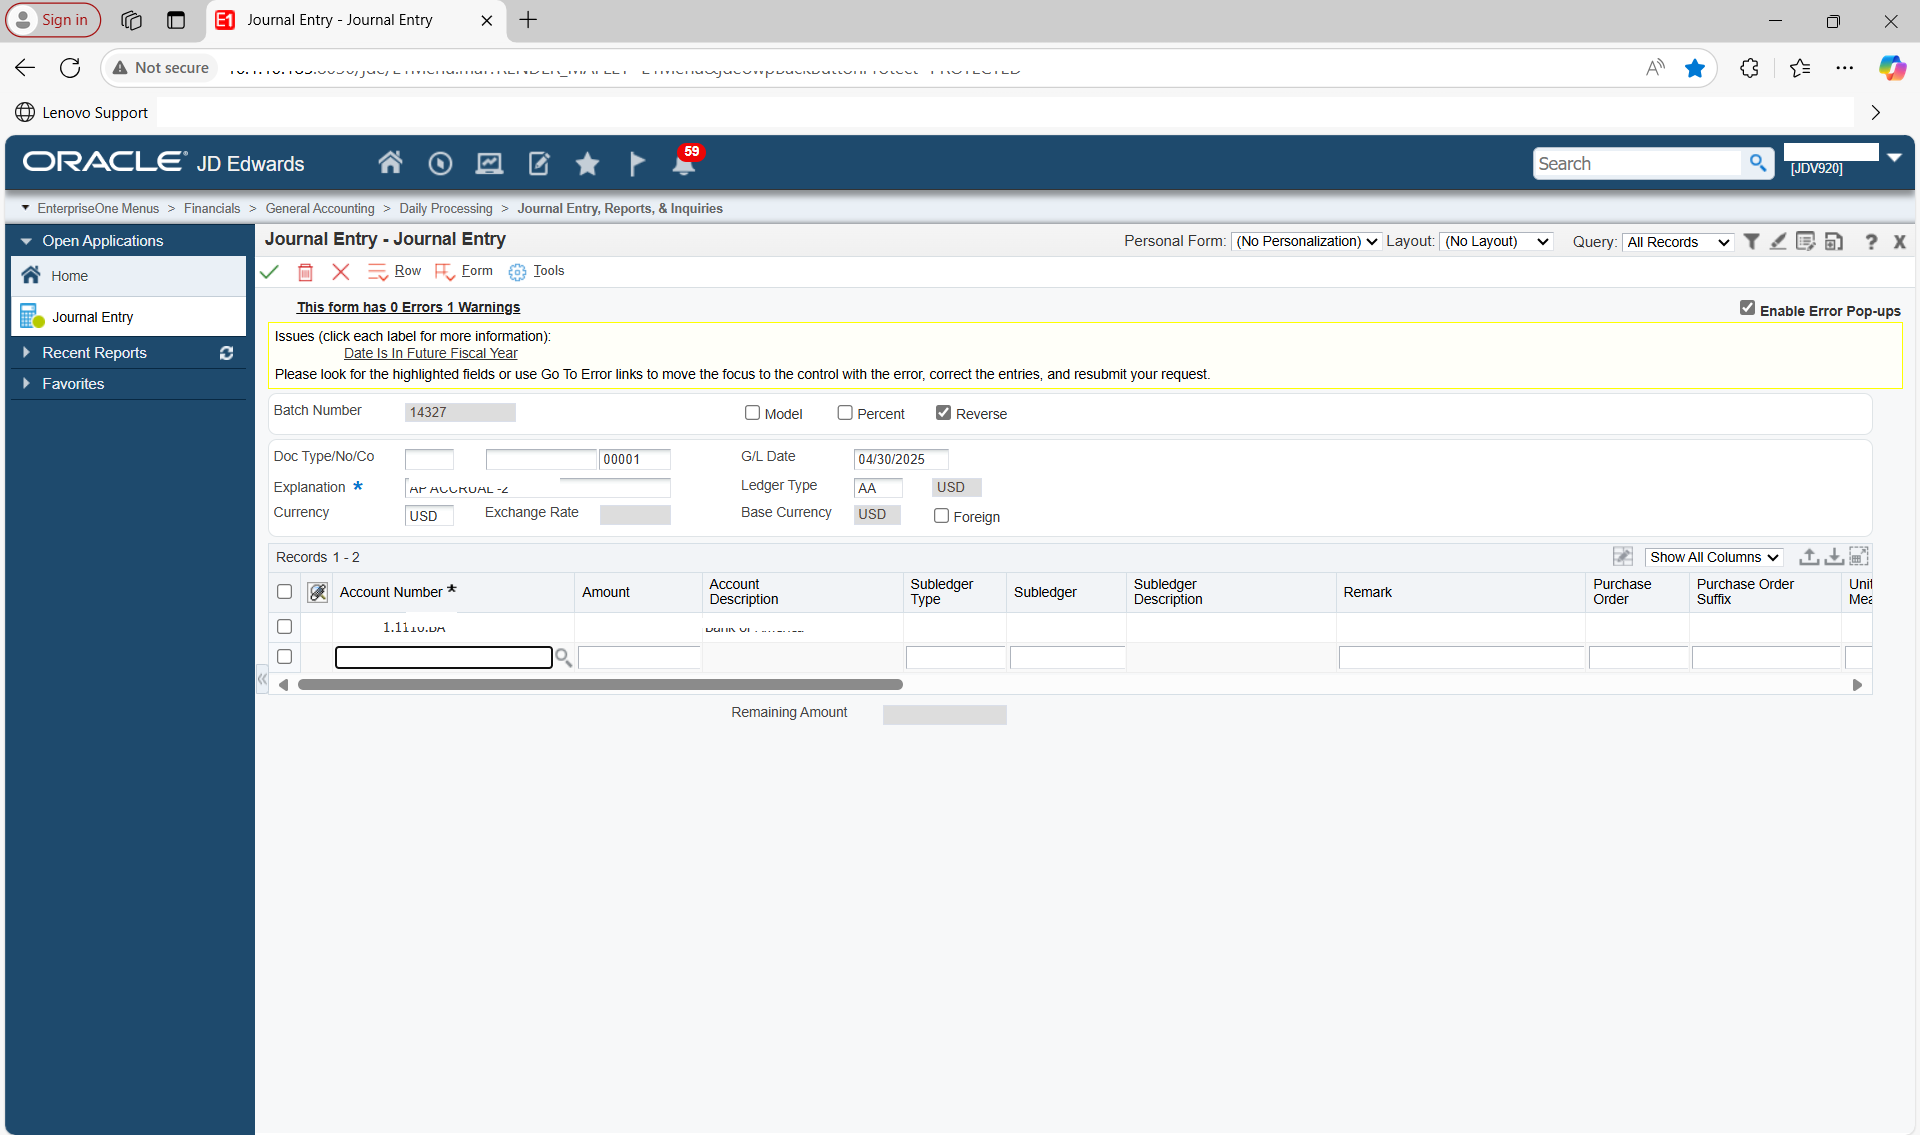 Sign in
Journal Entry - Journal Entry
Not secure
Lenovo Support
ORACLE JD Edwards
59
Search
[JDV920]
EnterpriseOne Menus > Financials > General Accounting > Daily Processing > Journal Entry, Reports, & Inquiries
Open Applications
Home
Journal Entry
Recent Reports
Favorites
Journal Entry - Journal Entry
Personal Form: (No Personalization) Layout: (No Layout) Query: All Records ? X
Row Form Tools
This form has 0 Errors 1 Warnings
Enable Error Pop-ups
Issues (click each label for more information):
Date Is In Future Fiscal Year
Please look for the highlighted fields or use Go To Error links to move the focus to the control with the error, correct the entries, and resubmit your request.
Batch Number 14327 Model Percent Reverse
Doc Type/No/Co 00001 G/L Date 04/30/2025
Explanation * AP ACCRUAL -2 Ledger Type AA USD
Currency USD Exchange Rate Base Currency USD Foreign
Records 1 - 2 Show All Columns
Account Number * Amount Account Description Subledger Type Subledger Subledger Description Remark Purchase Order Purchase Order Suffix Unit Mea
1.1110.BA Bank of America
Remaining Amount